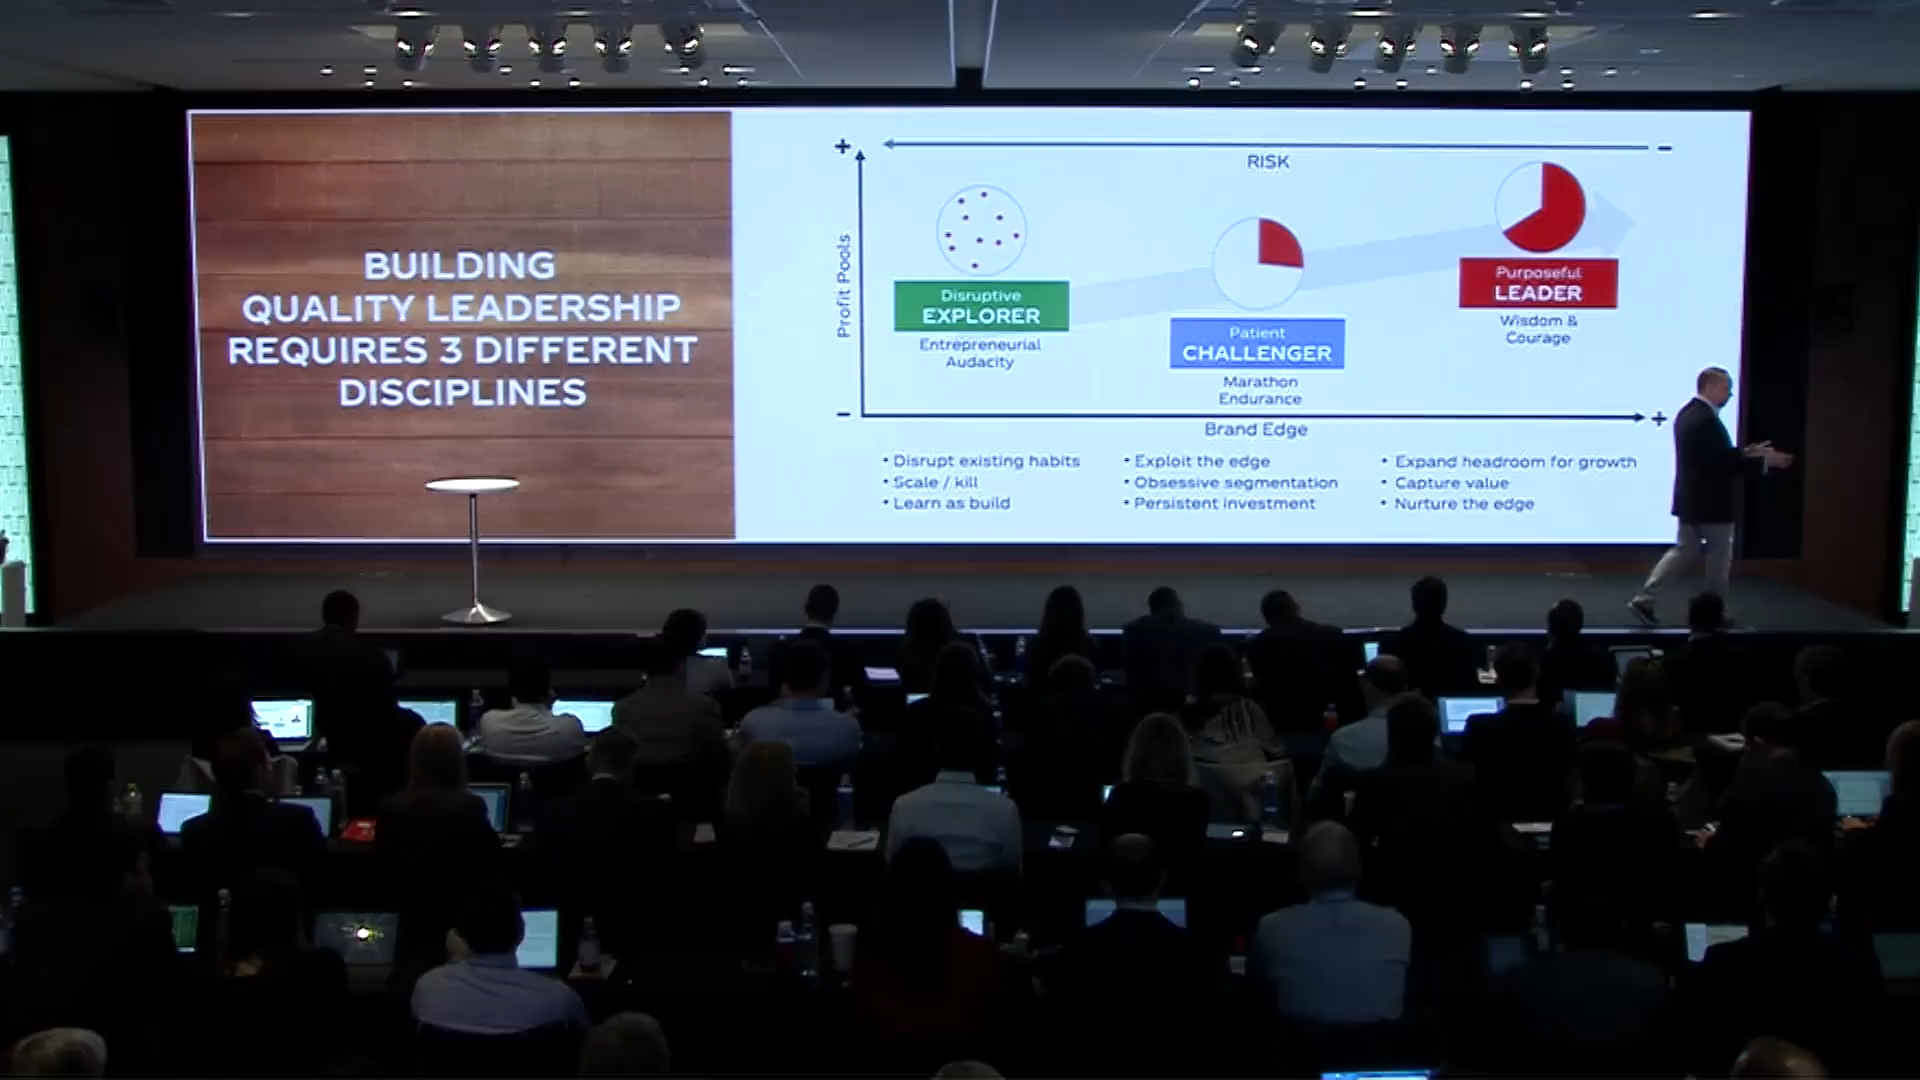 BUILDING
QUALITY LEADERSHIP
REQUIRES 3 DIFFERENT
DISCIPLINES
+
−
RISK
Profit Pools
Disruptive
EXPLORER
Entrepreneurial
Audacity
Patient
CHALLENGER
Marathon
Endurance
Purposeful
LEADER
Wisdom &
Courage
−
+
Brand Edge
• Disrupt existing habits
• Scale / kill
• Learn as build
• Exploit the edge
• Obsessive segmentation
• Persistent investment
• Expand headroom for growth
• Capture value
• Nurture the edge